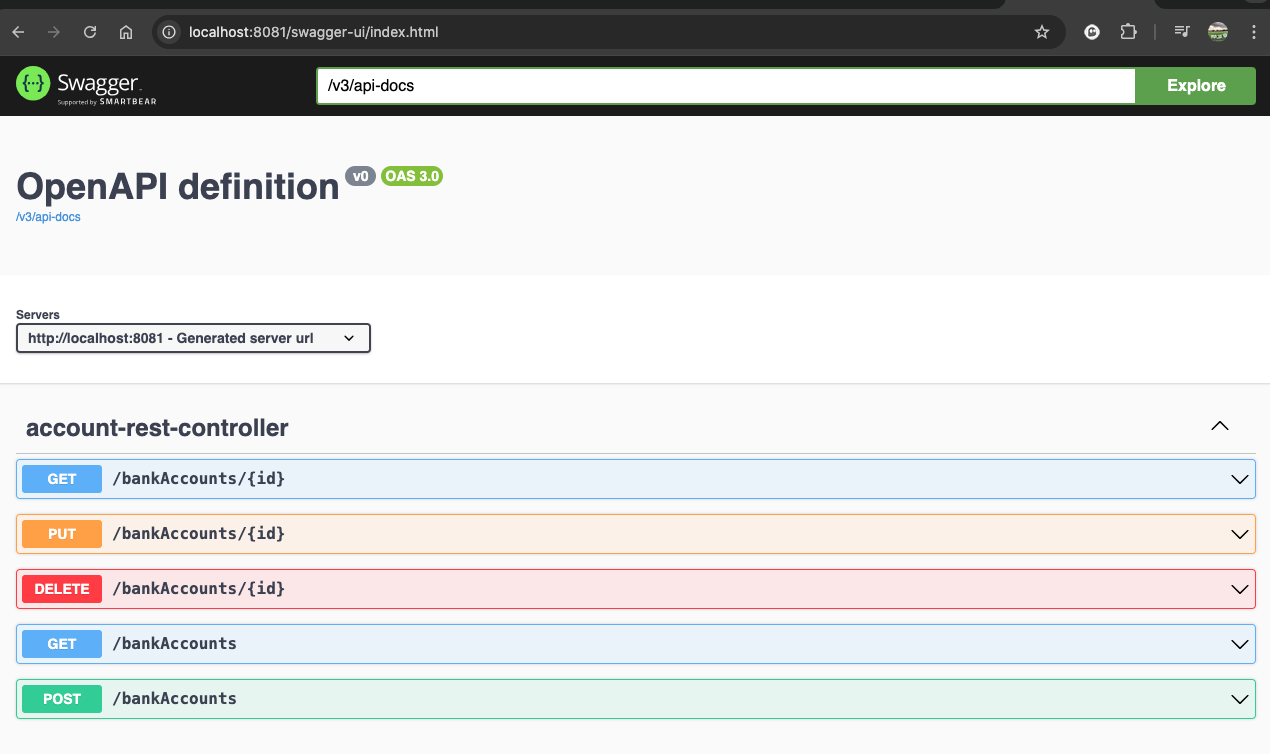 localhost:8081/swagger-ui/index.html
Swagger
Supported by SMARTBEAR
/v3/api-docs
Explore
OpenAPI definition v0 OAS 3.0
/v3/api-docs
Servers
http://localhost:8081 - Generated server url
account-rest-controller
GET /bankAccounts/{id}
PUT /bankAccounts/{id}
DELETE /bankAccounts/{id}
GET /bankAccounts
POST /bankAccounts